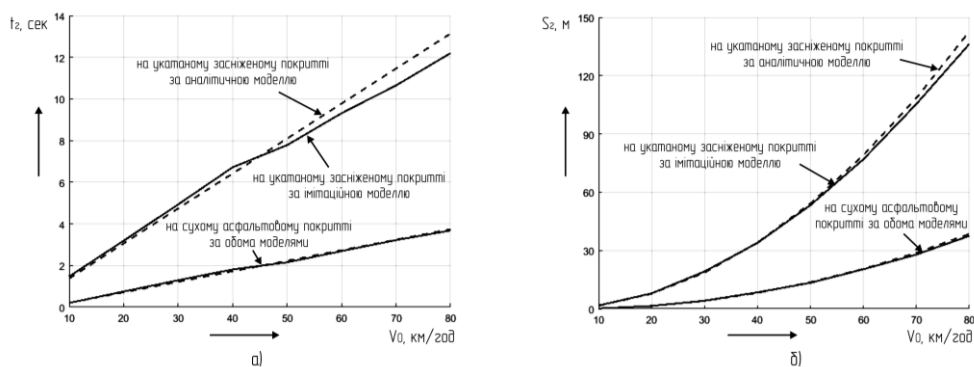 t₂, сек
14
12
10
8
6
4
2
0
на укатаному засніженому покритті
за аналітичною моделлю
на укатаному засніженому покритті
за імітаційною моделлю
на сухому асфальтовому покритті
за обома моделями
10
20
30
40
50
60
70
80
V₀, км/год
а)
S₂, м
150
120
90
60
30
0
на укатаному засніженому покритті
за аналітичною моделлю
на укатаному засніженому покритті
за імітаційною моделлю
на сухому асфальтовому
покритті за обома моделями
10
20
30
40
50
60
70
80
V₀, км/год
б)